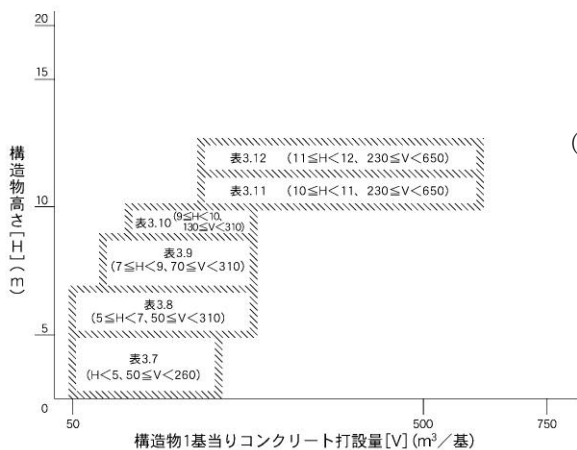 20
15
10
5
0
構造物高さ[H](m)
表3.12 (11≦H<12、230≦V<650)
表3.11 (10≦H<11、230≦V<650)
表3.10 (9≦H<10、
130≦V<310)
表3.9
(7≦H<9、70≦V<310)
表3.8
(5≦H<7、50≦V<310)
表3.7
(H<5、50≦V<260)
50 500 750
構造物1基当りコンクリート打設量[V](m³/基)
(